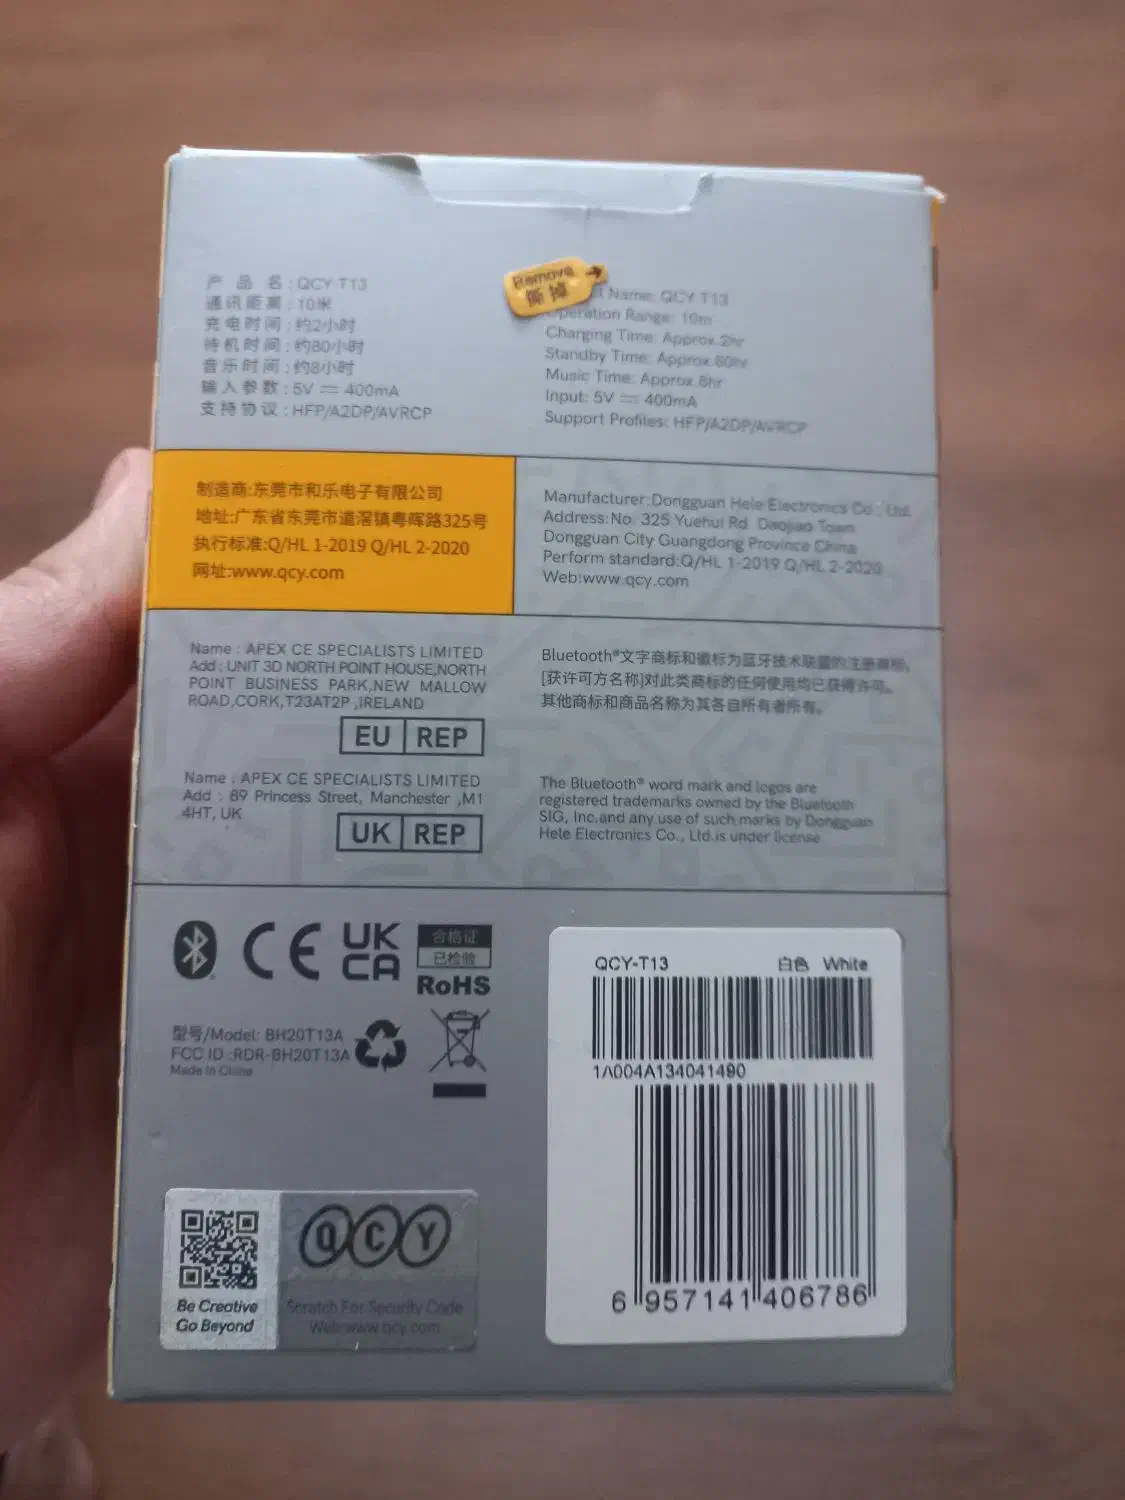 Remove
撕掉
产品名:QCY T13
通讯距离:10米
充电时间:约2小时
待机时间:约80小时
音乐时间:约8小时
输入参数:5V ⎓ 400mA
支持协议:HFP/A2DP/AVRCP
Name: QCY T13
Operation Range: 10m
Charging Time: Approx.2hr
Standby Time: Approx.80hr
Music Time: Approx.8hr
Input: 5V ⎓ 400mA
Support Profiles: HFP/A2DP/AVRCP
制造商:东莞市和乐电子有限公司
地址:广东省东莞市道滘镇粤晖路325号
执行标准:Q/HL 1-2019 Q/HL 2-2020
网址:www.qcy.com
Manufacturer:Dongguan Hele Electronics Co., Ltd.
Address:No. 325 Yuehui Rd Daojiao Town
Dongguan City Guangdong Province China
Perform standard:Q/HL 1-2019 Q/HL 2-2020
Web:www.qcy.com
Name : APEX CE SPECIALISTS LIMITED
Add : UNIT 3D NORTH POINT HOUSE,NORTH
POINT BUSINESS PARK,NEW MALLOW
ROAD,CORK,T23AT2P ,IRELAND
EU REP
Name : APEX CE SPECIALISTS LIMITED
Add : 89 Princess Street, Manchester ,M1
4HT, UK
UK REP
Bluetooth®文字商标和徽标为蓝牙技术联盟的注册商标,
[获许可方名称]对此类商标的任何使用均已获得许可。
其他商标和商品名称为其各自所有者所有。
The Bluetooth® word mark and logos are
registered trademarks owned by the Bluetooth
SIG, Inc.and any use of such marks by Dongguan
Hele Electronics Co., Ltd.is under license
CE
UK
CA
合格证
已检验
RoHS
型号/Model: BH20T13A
FCC ID :RDR-BH20T13A
Made in China
QCY
Be Creative
Go Beyond
Scratch For Security Code
Web:www.qcy.com
QCY-T13 白色 White
1A004A134041490
6 957141 406786